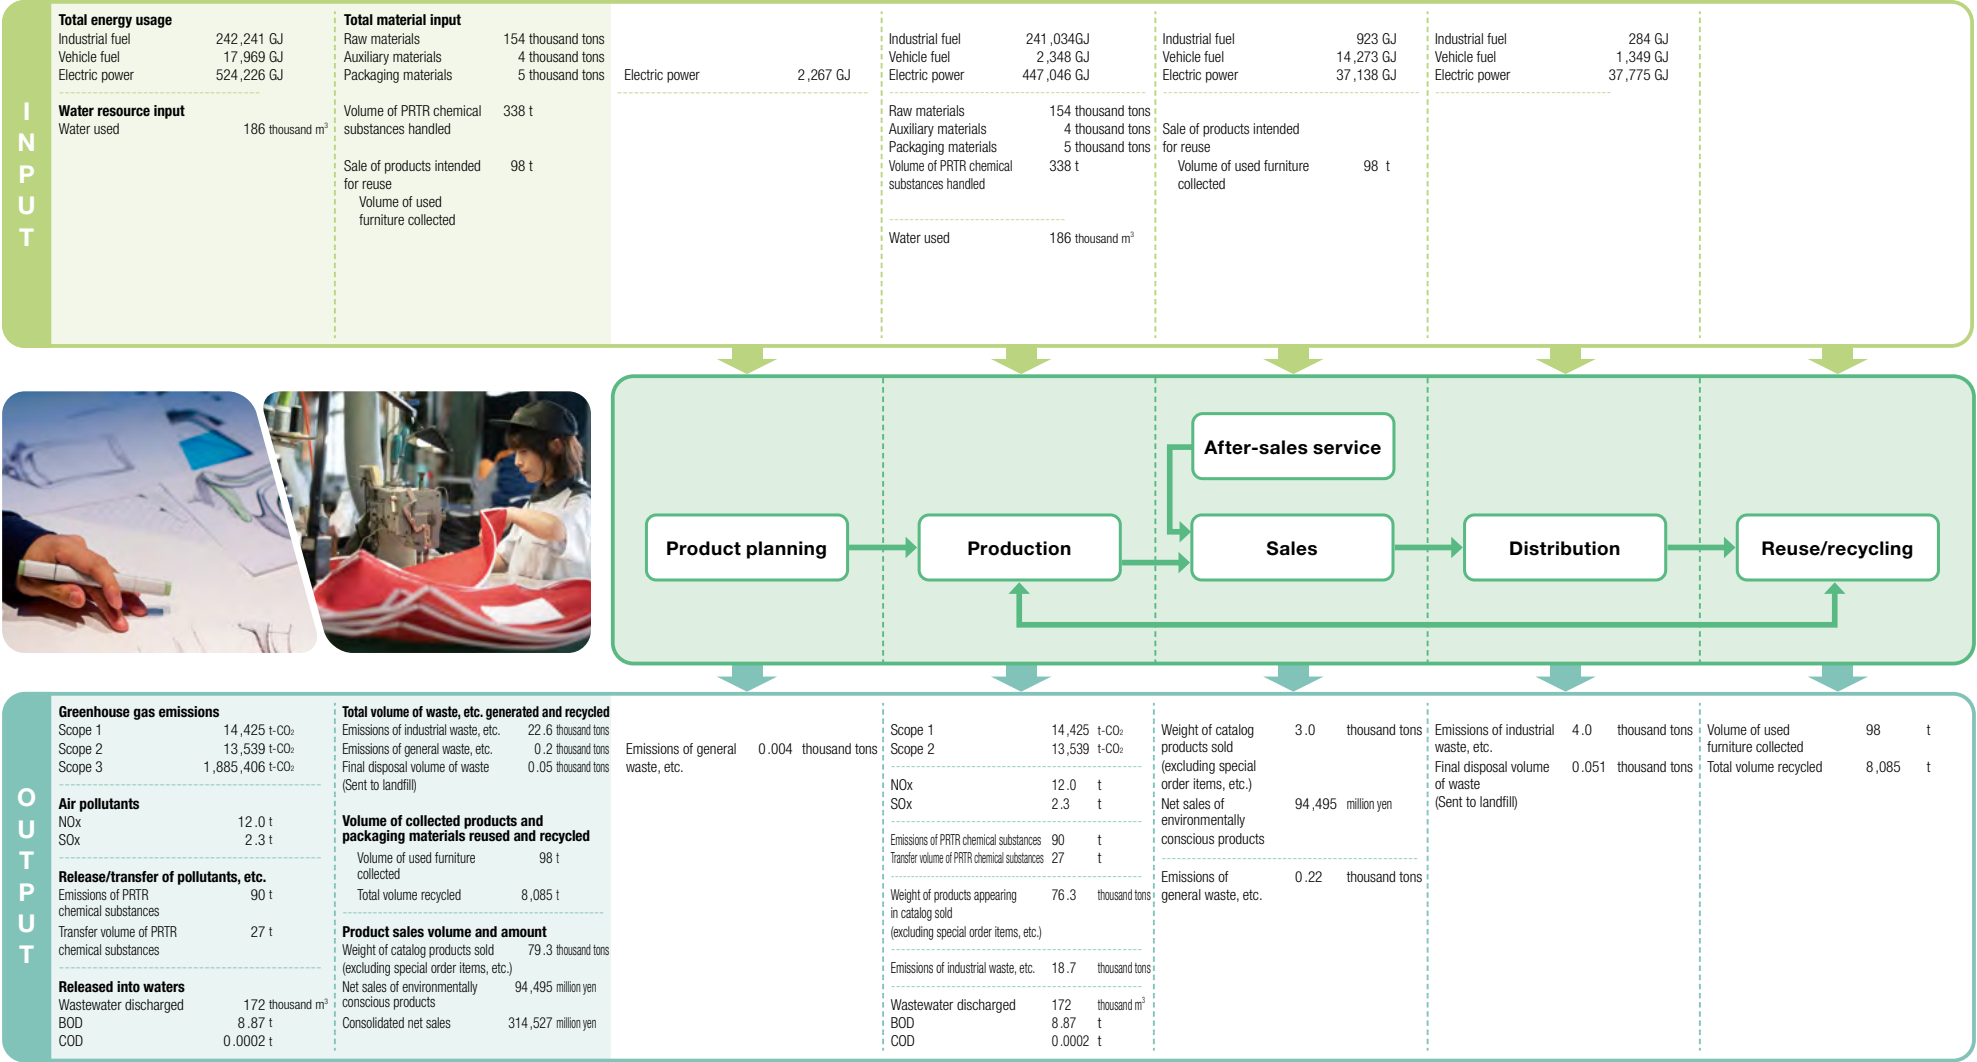 INPUT
Total energy usage
Industrial fuel 242,241 GJ
Vehicle fuel 17,969 GJ
Electric power 524,226 GJ
Water resource input
Water used 186 thousand m³
Total material input
Raw materials 154 thousand tons
Auxiliary materials 4 thousand tons
Packaging materials 5 thousand tons
Volume of PRTR chemical 338 t
substances handled
Sale of products intended 98 t
for reuse
Volume of used
furniture collected
Electric power 2,267 GJ
Industrial fuel 241,034GJ
Vehicle fuel 2,348 GJ
Electric power 447,046 GJ
Raw materials 154 thousand tons
Auxiliary materials 4 thousand tons
Packaging materials 5 thousand tons
Volume of PRTR chemical 338 t
substances handled
Water used 186 thousand m³
Industrial fuel 923 GJ
Vehicle fuel 14,273 GJ
Electric power 37,138 GJ
Sale of products intended
for reuse
Volume of used furniture 98 t
collected
Industrial fuel 284 GJ
Vehicle fuel 1,349 GJ
Electric power 37,775 GJ
After-sales service
Product planning
Production
Sales
Distribution
Reuse/recycling
OUTPUT
Greenhouse gas emissions
Scope 1 14,425 t-CO₂
Scope 2 13,539 t-CO₂
Scope 3 1,885,406 t-CO₂
Air pollutants
NOx 12.0 t
SOx 2.3 t
Release/transfer of pollutants, etc.
Emissions of PRTR 90 t
chemical substances
Transfer volume of PRTR 27 t
chemical substances
Released into waters
Wastewater discharged 172 thousand m³
BOD 8.87 t
COD 0.0002 t
Total volume of waste, etc. generated and recycled
Emissions of industrial waste, etc. 22.6 thousand tons
Emissions of general waste, etc. 0.2 thousand tons
Final disposal volume of waste 0.05 thousand tons
(Sent to landfill)
Volume of collected products and
packaging materials reused and recycled
Volume of used furniture 98 t
collected
Total volume recycled 8,085 t
Product sales volume and amount
Weight of catalog products sold 79.3 thousand tons
(excluding special order items, etc.)
Net sales of environmentally 94,495 million yen
conscious products
Consolidated net sales 314,527 million yen
Emissions of general 0.004 thousand tons
waste, etc.
Scope 1 14,425 t-CO₂
Scope 2 13,539 t-CO₂
NOx 12.0 t
SOx 2.3 t
Emissions of PRTR chemical substances 90 t
Transfer volume of PRTR chemical substances 27 t
Weight of products appearing 76.3 thousand tons
in catalog sold
(excluding special order items, etc.)
Emissions of industrial waste, etc. 18.7 thousand tons
Wastewater discharged 172 thousand m³
BOD 8.87 t
COD 0.0002 t
Weight of catalog 3.0 thousand tons
products sold
(excluding special
order items, etc.)
Net sales of 94,495 million yen
environmentally
conscious products
Emissions of 0.22 thousand tons
general waste, etc.
Emissions of industrial 4.0 thousand tons
waste, etc.
Final disposal volume 0.051 thousand tons
of waste
(Sent to landfill)
Volume of used 98 t
furniture collected
Total volume recycled 8,085 t